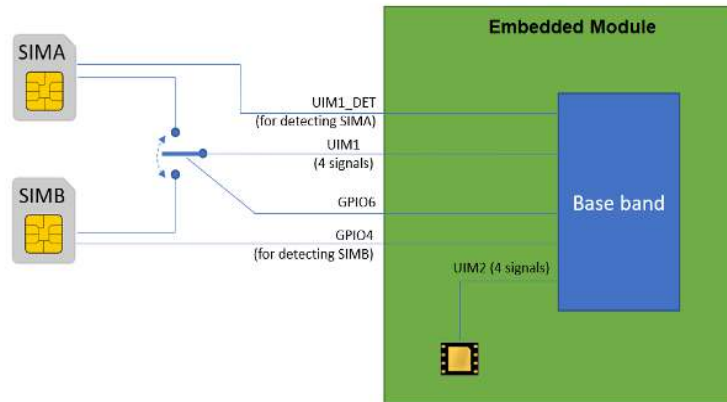 Embedded Module
SIMA
UIM1_DET
(for detecting SIMA)
UIM1
(4 signals)
SIMB
GPIO6
Base band
GPIO4
(for detecting SIMB)
UIM2 (4 signals)